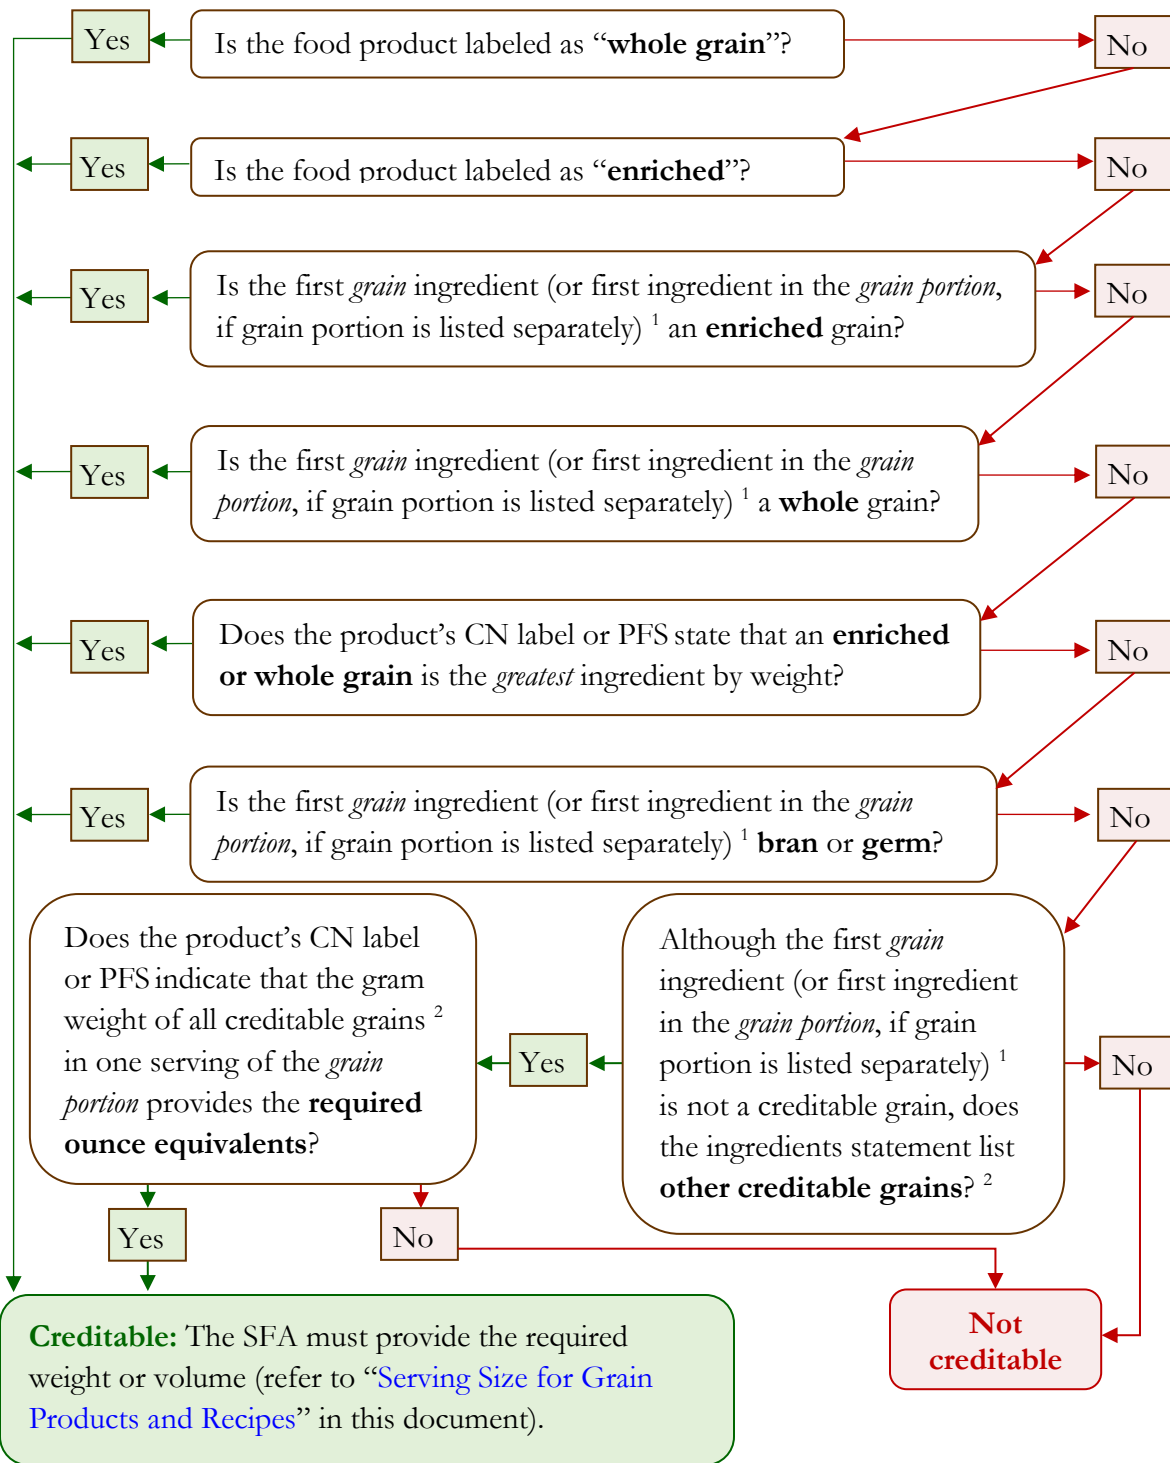 Yes
Is the food product labeled as “whole grain”?
No
Yes
Is the food product labeled as “enriched”?
No
Yes
Is the first grain ingredient (or first ingredient in the grain portion,
if grain portion is listed separately) 1 an enriched grain?
No
Yes
Is the first grain ingredient (or first ingredient in the grain
portion, if grain portion is listed separately) 1 a whole grain?
No
Yes
Does the product’s CN label or PFS state that an enriched
or whole grain is the greatest ingredient by weight?
No
Yes
Is the first grain ingredient (or first ingredient in the grain
portion, if grain portion is listed separately) 1 bran or germ?
No
Although the first grain
ingredient (or first ingredient
in the grain portion, if grain
portion is listed separately) 1
is not a creditable grain, does
the ingredients statement list
other creditable grains? 2
No
Yes
Does the product’s CN label
or PFS indicate that the gram
weight of all creditable grains 2
in one serving of the grain
portion provides the required
ounce equivalents?
Yes
No
Creditable: The SFA must provide the required
weight or volume (refer to “Serving Size for Grain
Products and Recipes” in this document).
Not
creditable